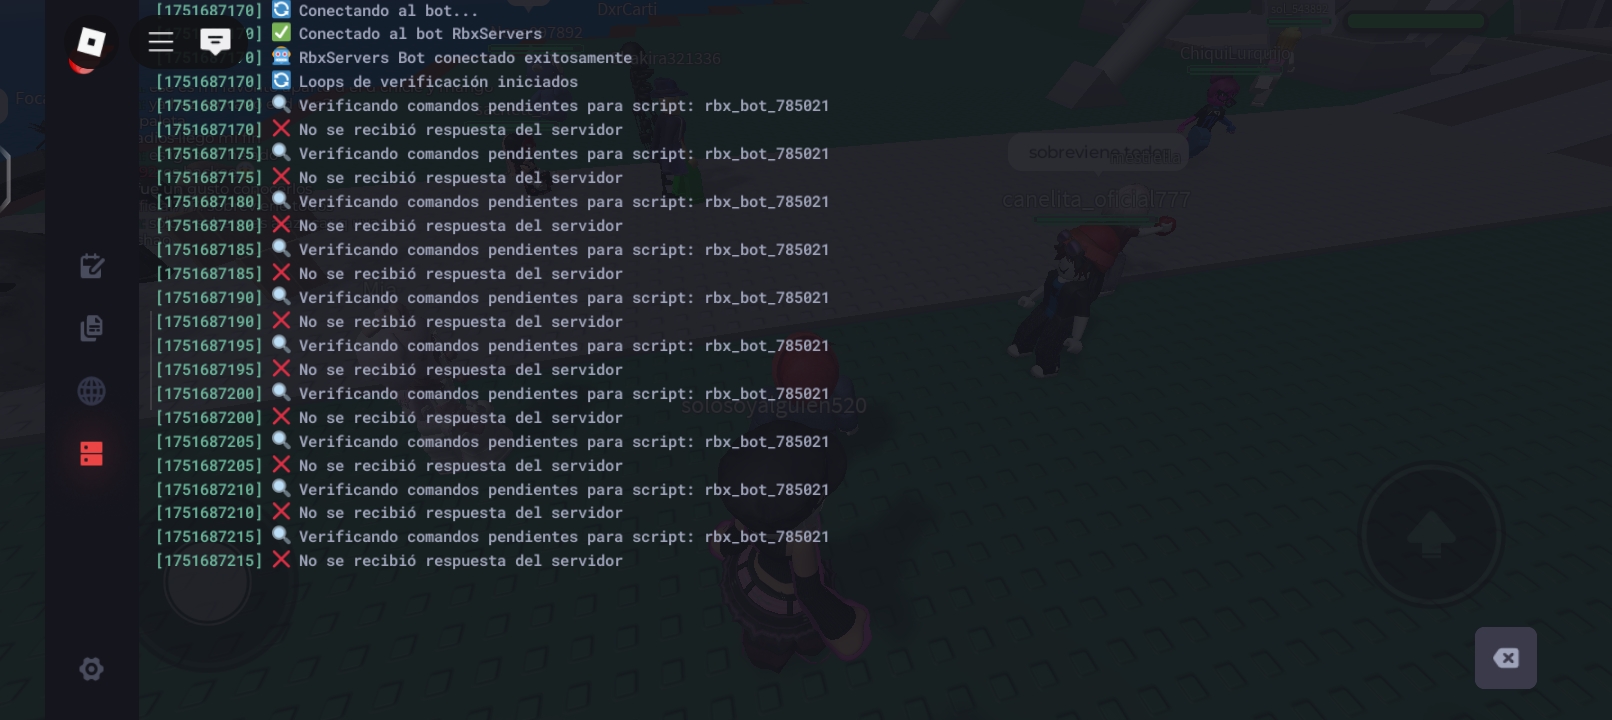 [1751687170] 🔄 Conectando al bot...
0] ✅ Conectado al bot RbxServers
0] 🤖 RbxServers Bot conectado exitosamente
[1751687170] 🔄 Loops de verificación iniciados
[1751687170] 🔍 Verificando comandos pendientes para script: rbx_bot_785021
[1751687170] ❌ No se recibió respuesta del servidor
[1751687175] 🔍 Verificando comandos pendientes para script: rbx_bot_785021
[1751687175] ❌ No se recibió respuesta del servidor
[1751687180] 🔍 Verificando comandos pendientes para script: rbx_bot_785021
[1751687180] ❌ No se recibió respuesta del servidor
[1751687185] 🔍 Verificando comandos pendientes para script: rbx_bot_785021
[1751687185] ❌ No se recibió respuesta del servidor
[1751687190] 🔍 Verificando comandos pendientes para script: rbx_bot_785021
[1751687190] ❌ No se recibió respuesta del servidor
[1751687195] 🔍 Verificando comandos pendientes para script: rbx_bot_785021
[1751687195] ❌ No se recibió respuesta del servidor
[1751687200] 🔍 Verificando comandos pendientes para script: rbx_bot_785021
[1751687200] ❌ No se recibió respuesta del servidor
[1751687205] 🔍 Verificando comandos pendientes para script: rbx_bot_785021
[1751687205] ❌ No se recibió respuesta del servidor
[1751687210] 🔍 Verificando comandos pendientes para script: rbx_bot_785021
[1751687210] ❌ No se recibió respuesta del servidor
[1751687215] 🔍 Verificando comandos pendientes para script: rbx_bot_785021
[1751687215] ❌ No se recibió respuesta del servidor
DxrCarti
sobreviene toden
canelita_oficial777
solosoyalguien520